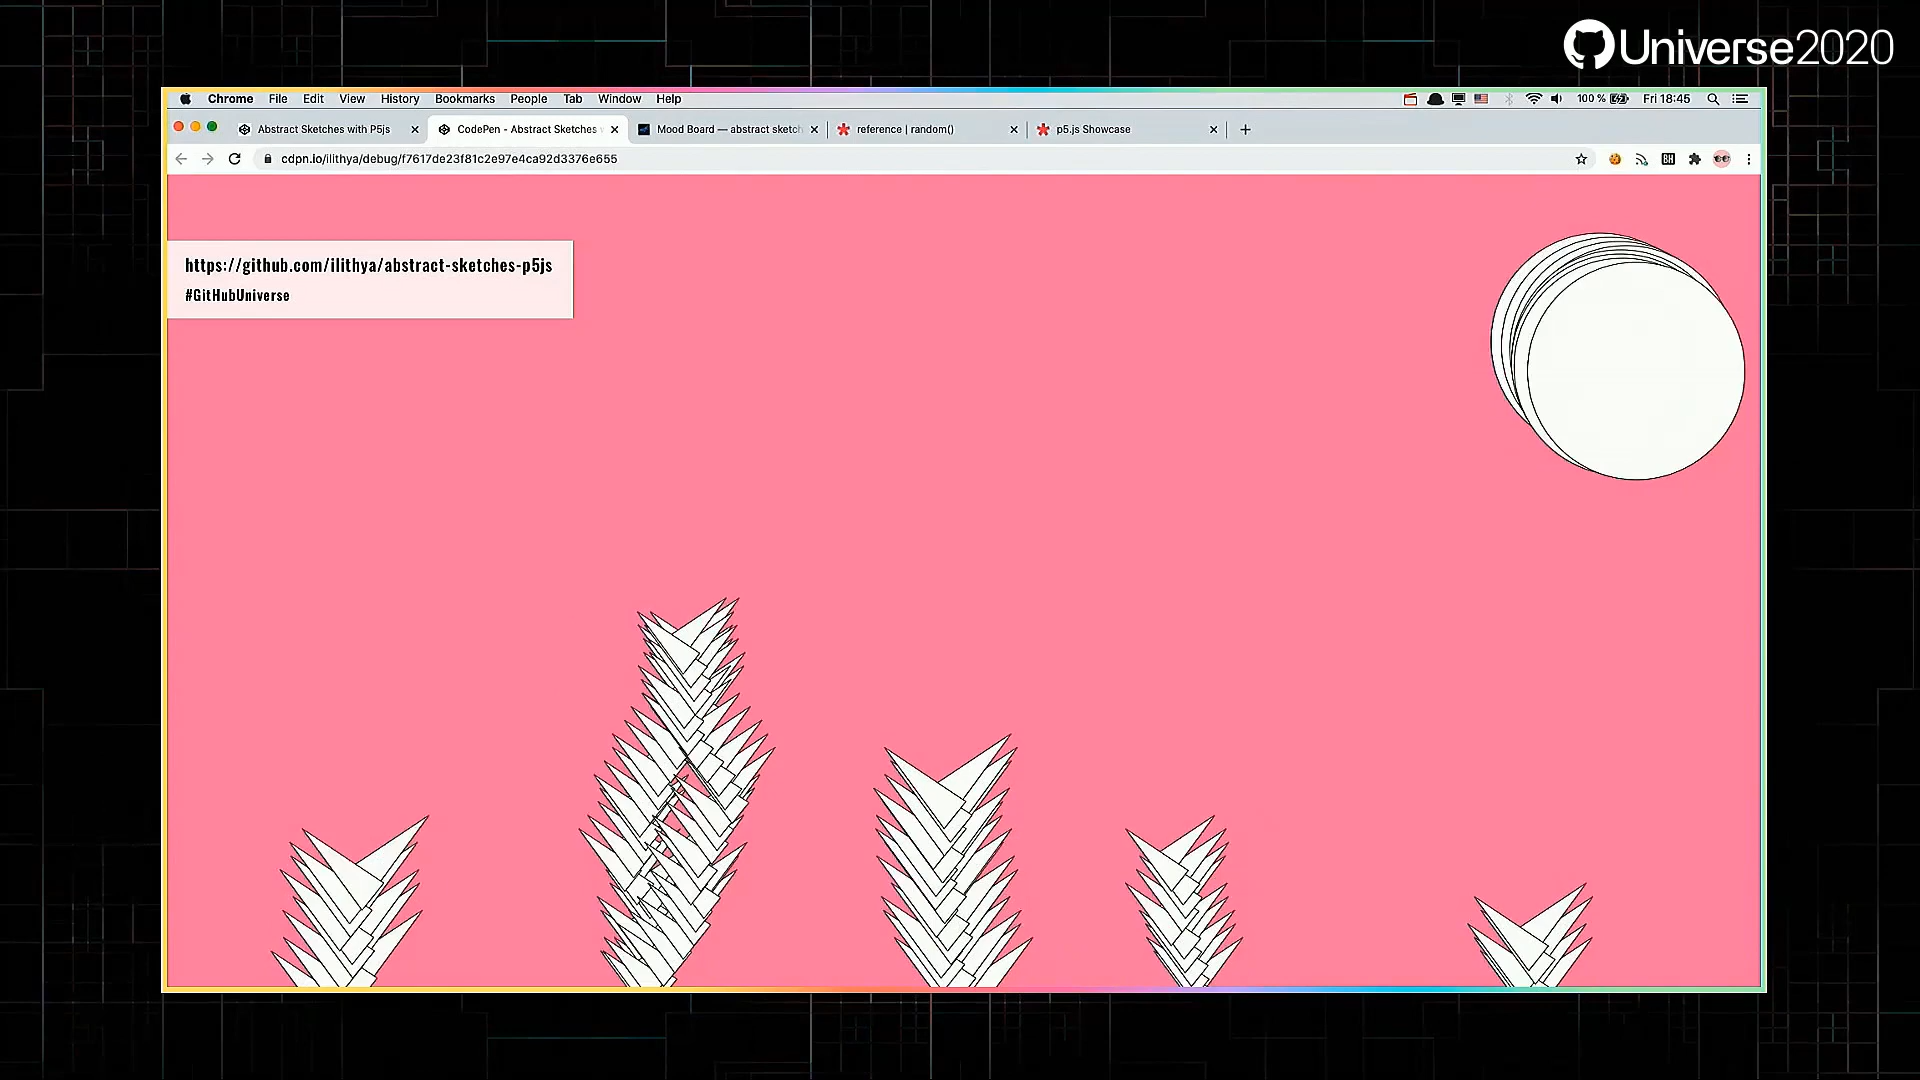 Universe2020
Chrome File Edit View History Bookmarks People Tab Window Help 100 % Fri 18:45
Abstract Sketches with P5js CodePen - Abstract Sketches Mood Board — abstract sketch reference | random() p5.js Showcase
cdpn.io/ilithya/debug/f7617de23f81c2e97e4ca92d3376e655
https://github.com/ilithya/abstract-sketches-p5js
#GitHubUniverse